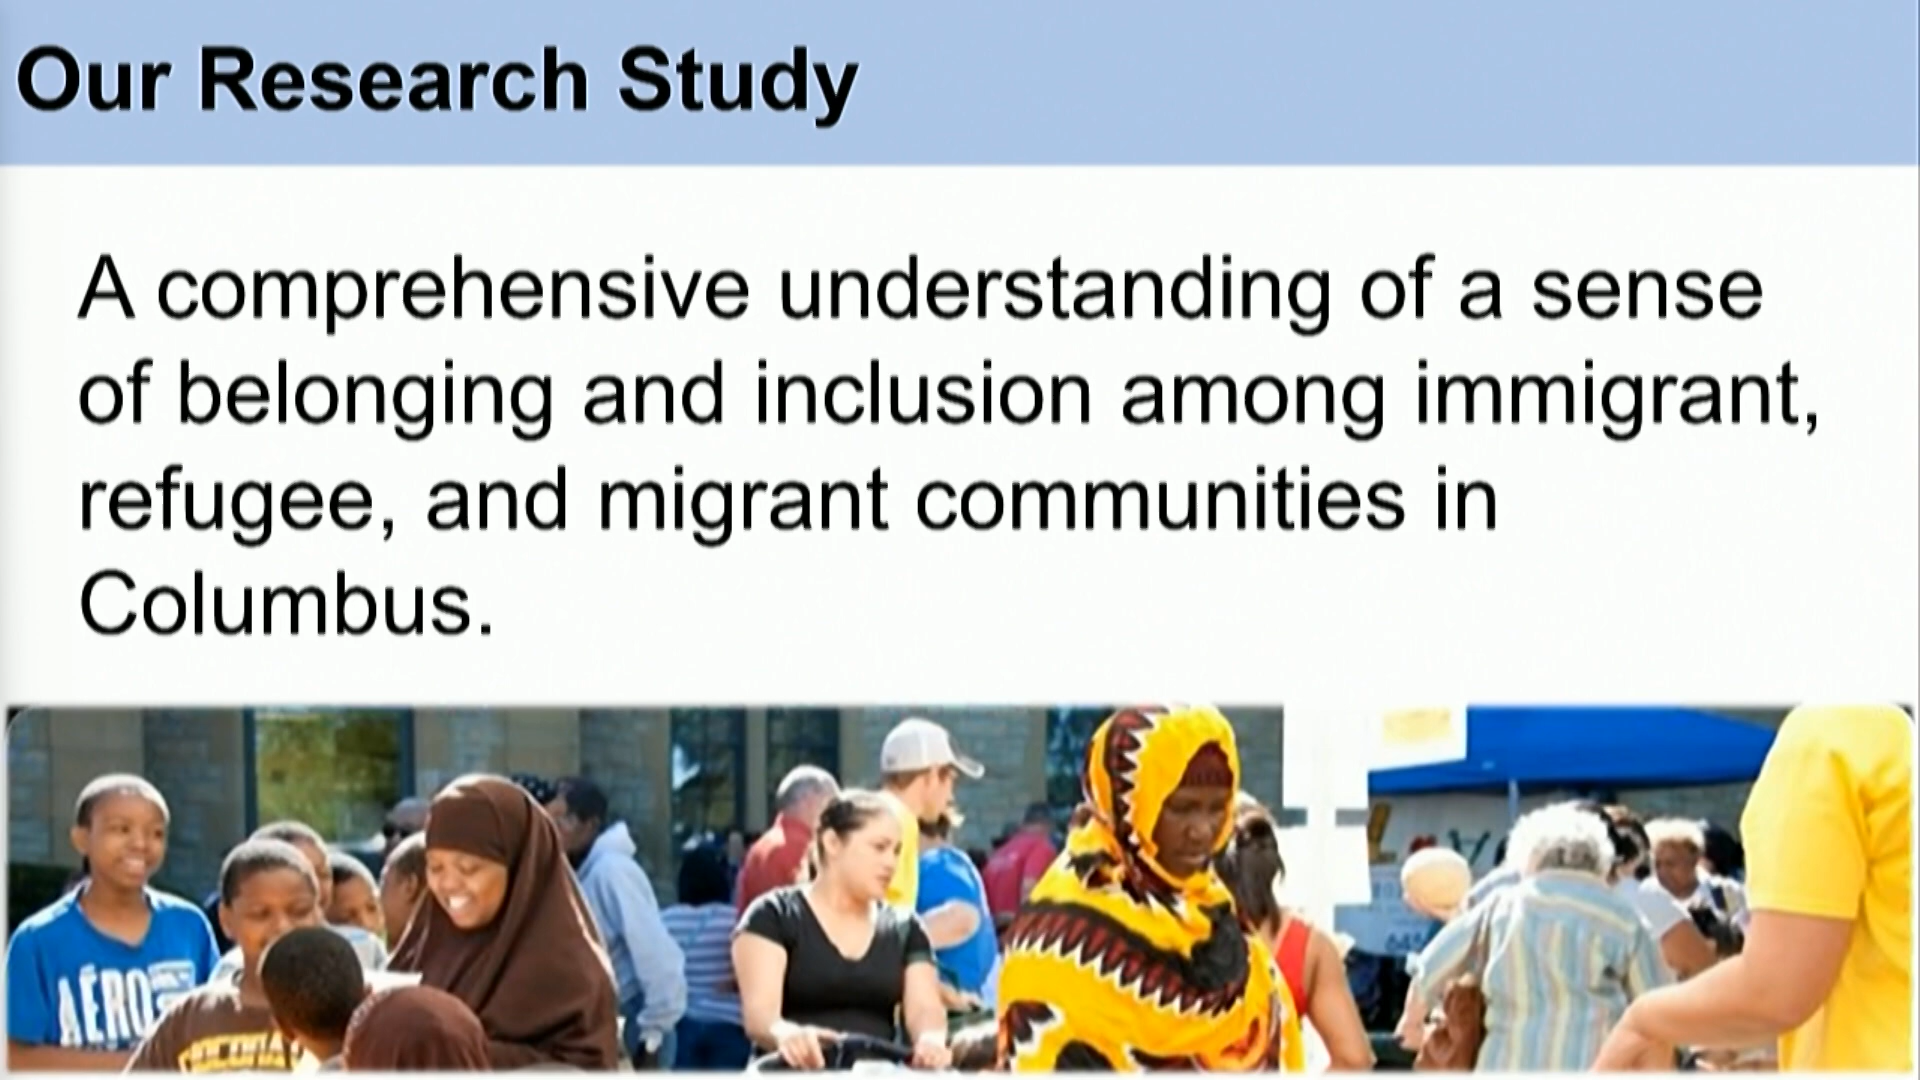 Our Research Study
A comprehensive understanding of a sense
of belonging and inclusion among immigrant,
refugee, and migrant communities in
Columbus.
AÉRO